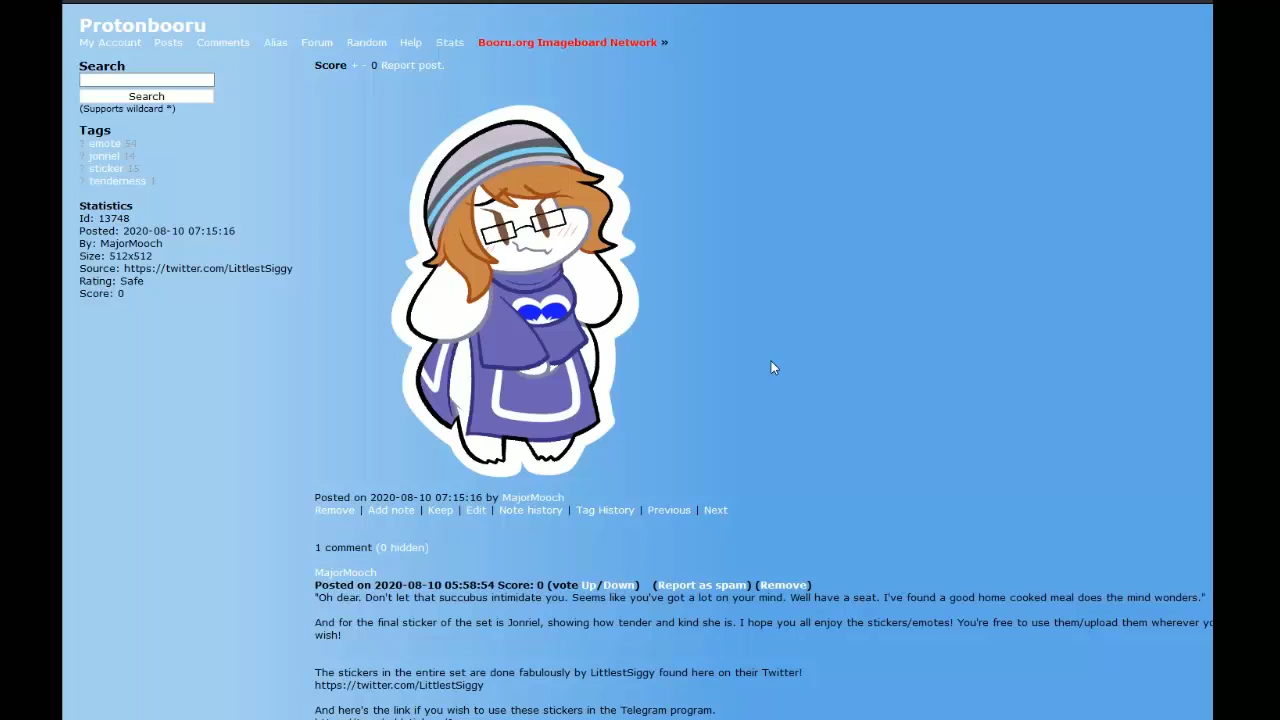 Protonbooru
My Account Posts Comments Alias Forum Random Help Stats Booru.org Imageboard Network »
Search
Search
(Supports wildcard *)
Tags
? emote 54
? jonriel 14
? sticker 15
? tenderness 1
Statistics
Id: 13748
Posted: 2020-08-10 07:15:16
By: MajorMooch
Size: 512x512
Source: https://twitter.com/LittlestSiggy
Rating: Safe
Score: 0
Score + - 0 Report post.
Posted on 2020-08-10 07:15:16 by MajorMooch
Remove | Add note | Keep | Edit | Note history | Tag History | Previous | Next
1 comment (0 hidden)
MajorMooch
Posted on 2020-08-10 05:58:54 Score: 0 (vote Up/Down) (Report as spam) (Remove)
"Oh dear. Don't let that succubus intimidate you. Seems like you've got a lot on your mind. Well have a seat. I've found a good home cooked meal does the mind wonders."
And for the final sticker of the set is Jonriel, showing how tender and kind she is. I hope you all enjoy the stickers/emotes! You're free to use them/upload them wherever
wish!
The stickers in the entire set are done fabulously by LittlestSiggy found here on their Twitter!
https://twitter.com/LittlestSiggy
And here's the link if you wish to use these stickers in the Telegram program.